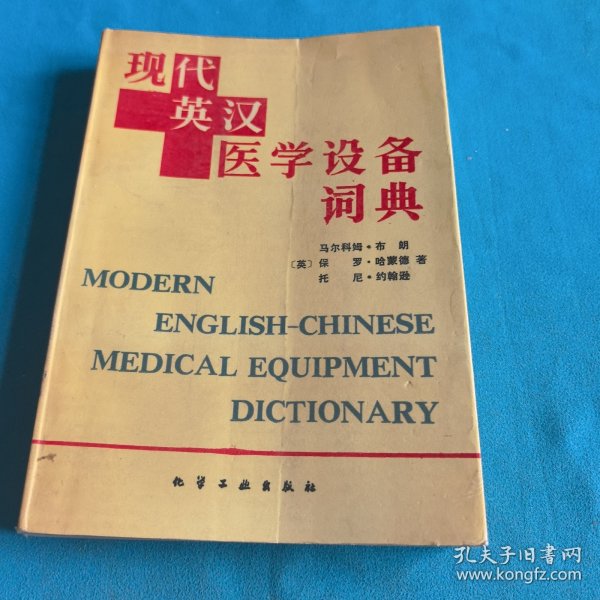 现代
英汉
医学设备
词典
马尔科姆·布 朗
〔英〕保 罗·哈蒙德 著
托 尼·约翰逊
MODERN
ENGLISH-CHINESE
MEDICAL EQUIPMENT
DICTIONARY
化学工业出版社
孔夫子旧书网
www.kongfz.com